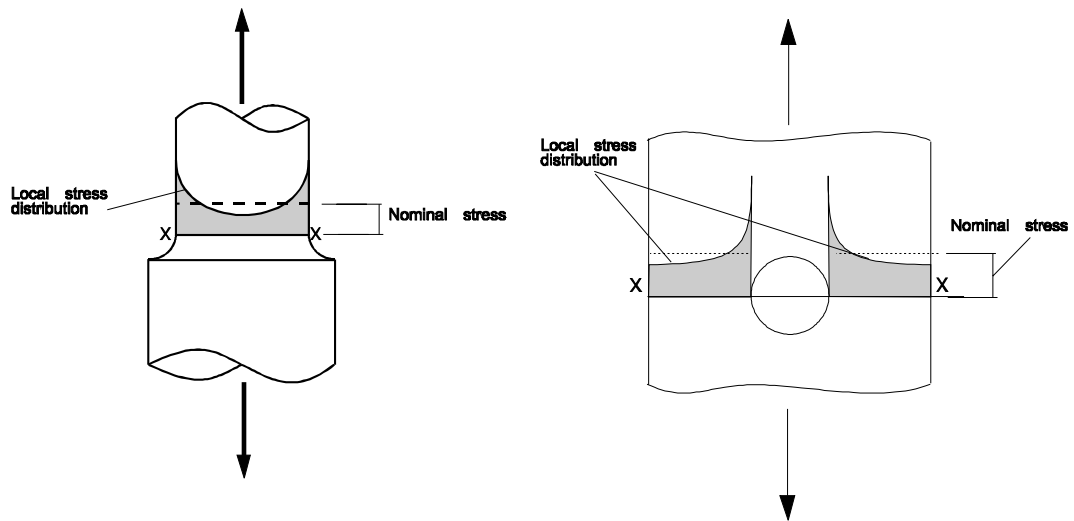 Local stress
distribution
Nominal stress
X
X
Local stress
distribution
Nominal stress
X
X